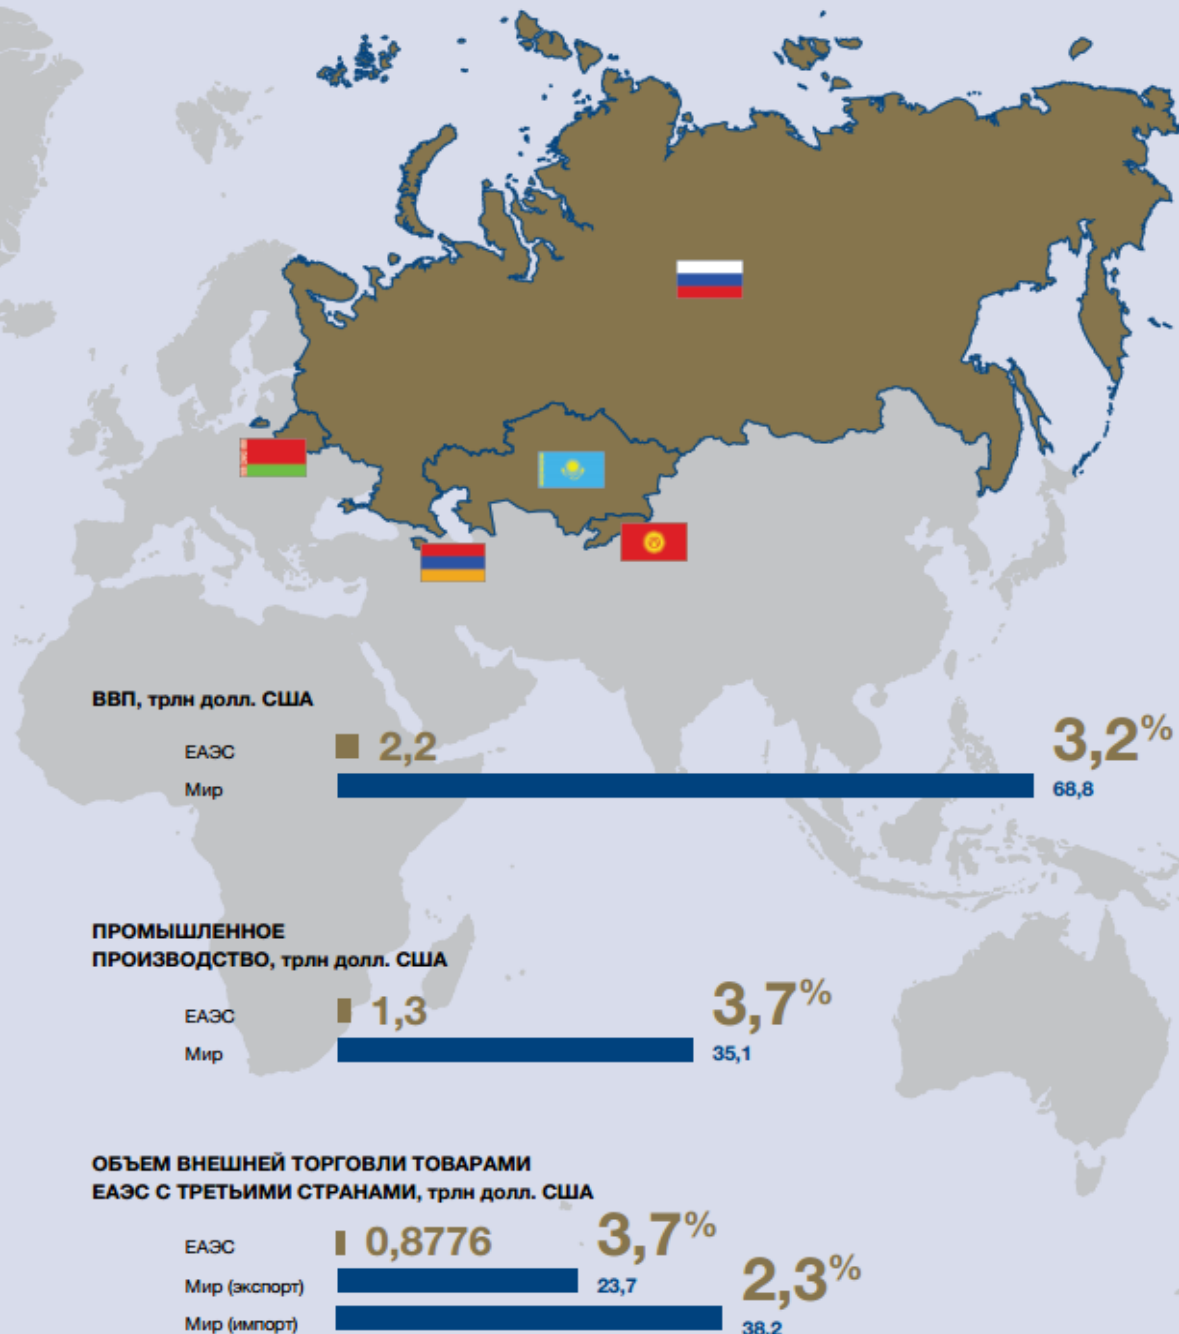 ВВП, трлн долл. США
ЕАЭС 2,2 3,2%
Мир 68,8
ПРОМЫШЛЕННОЕ
ПРОИЗВОДСТВО, трлн долл. США
ЕАЭС 1,3 3,7%
Мир 35,1
ОБЪЕМ ВНЕШНЕЙ ТОРГОВЛИ ТОВАРАМИ
ЕАЭС С ТРЕТЬИМИ СТРАНАМИ, трлн долл. США
ЕАЭС 0,8776 3,7%
Мир (экспорт) 23,7 2,3%
Мир (импорт) 38,2